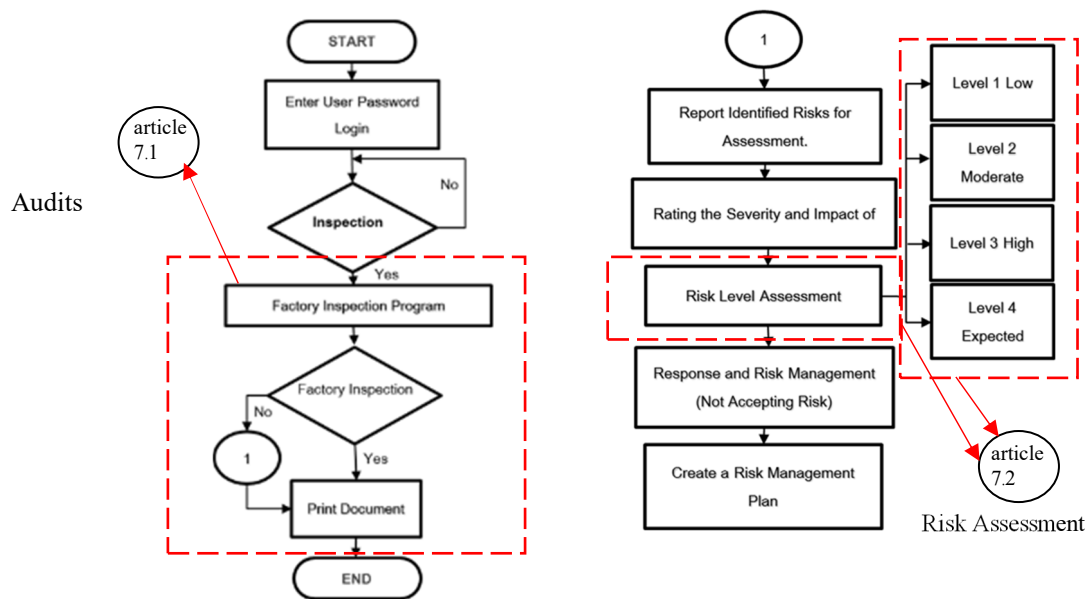 START
Enter User Password
Login
article
7.1
No
Audits
Inspection
Yes
Factory Inspection Program
Factory Inspection
No
1
Yes
Print Document
END
1
Report Identified Risks for
Assessment.
Rating the Severity and Impact of
Risk Level Assessment
Response and Risk Management
(Not Accepting Risk)
Create a Risk Management
Plan
Level 1 Low
Level 2
Moderate
Level 3 High
Level 4
Expected
article
7.2
Risk Assessment